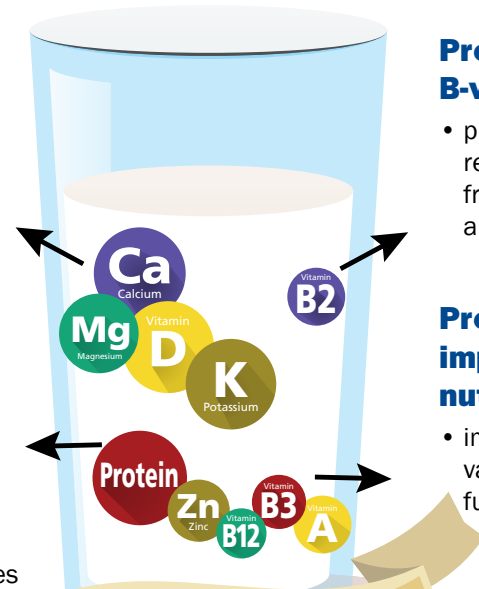 Pro
B-v
• p
re
fr
a
Ca
Calcium
Vitamin
B2
Mg
Magnesium
Vitamin
D
K
Potassium
Pro
imp
nut
va
fu
Protein
Zn
Zinc
Vitamin
B12
Vitamin
B3
Vitamin
A
es